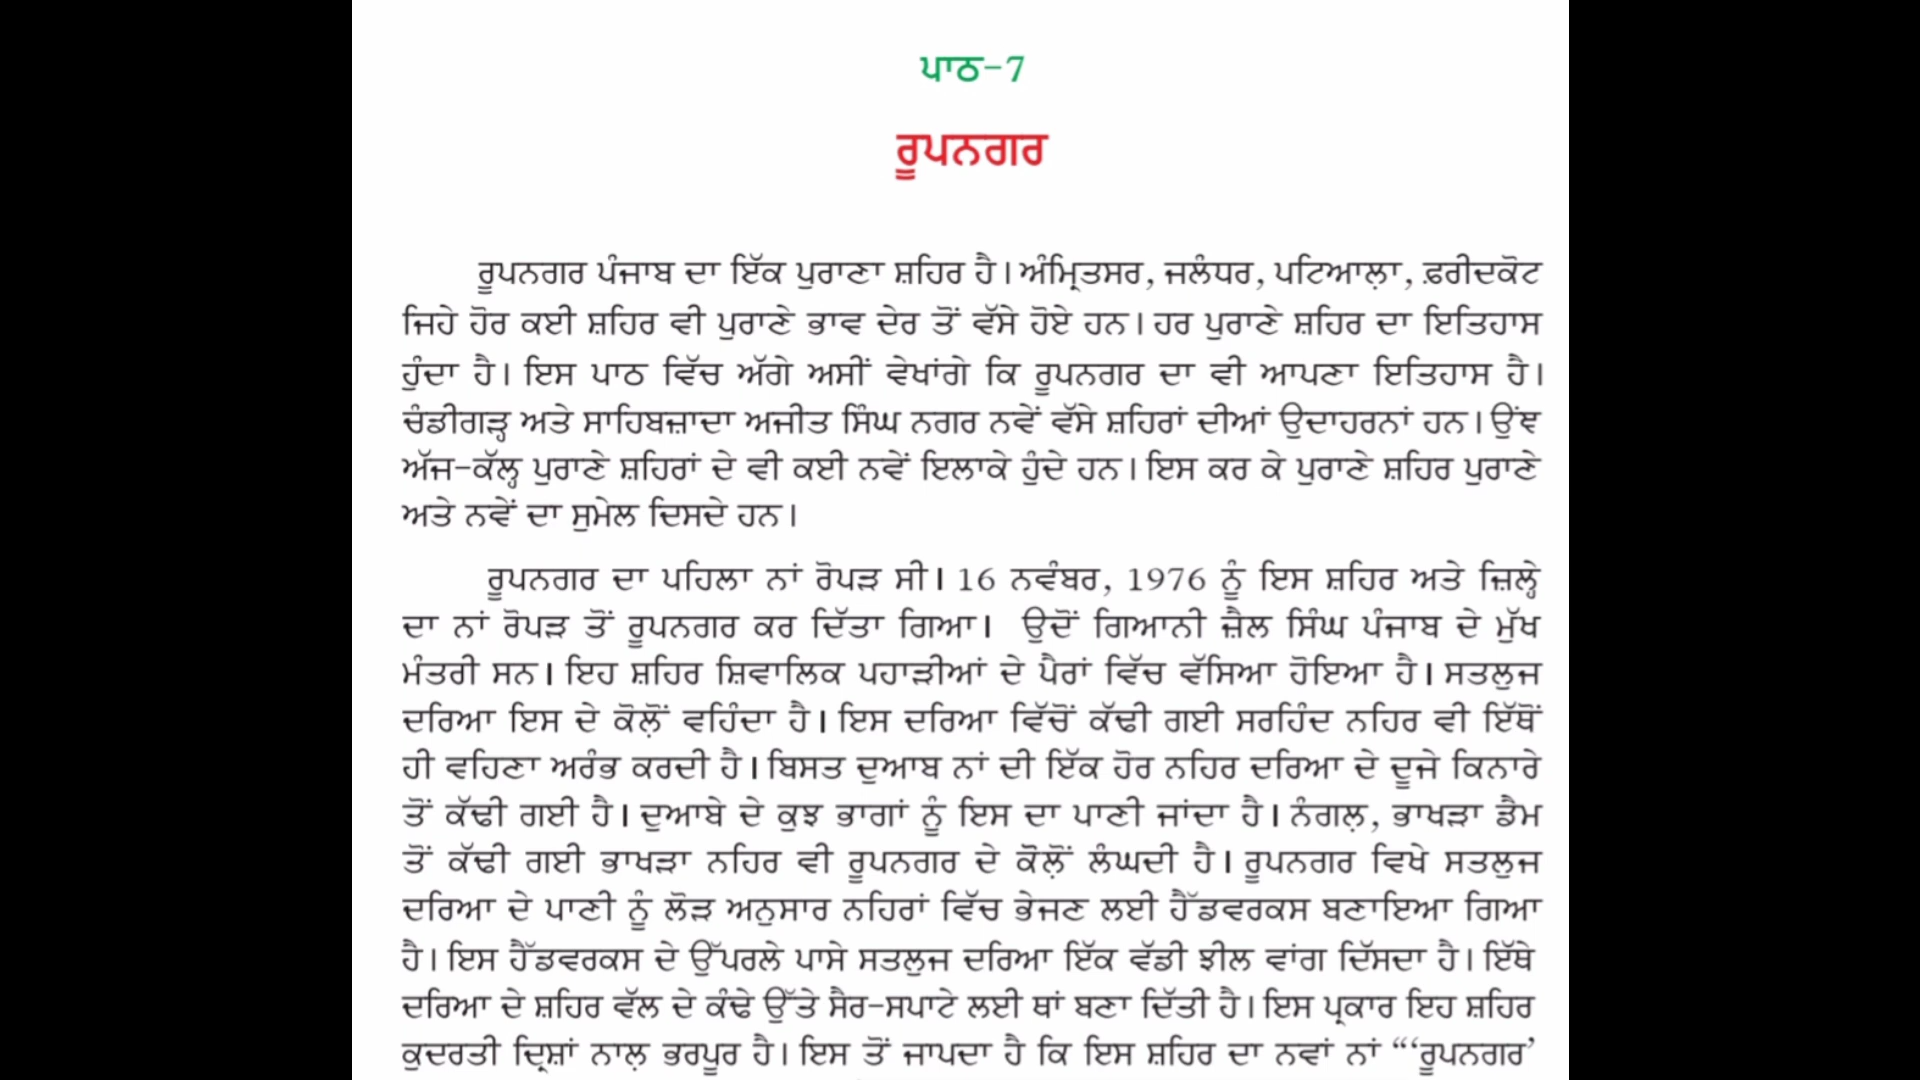 ਪਾਠ-7
ਰੂਪਨਗਰ
ਰੂਪਨਗਰ ਪੰਜਾਬ ਦਾ ਇੱਕ ਪੁਰਾਣਾ ਸ਼ਹਿਰ ਹੈ। ਅੰਮ੍ਰਿਤਸਰ, ਜਲੰਧਰ, ਪਟਿਆਲ਼ਾ, ਫ਼ਰੀਦਕੋਟ
ਜਿਹੇ ਹੋਰ ਕਈ ਸ਼ਹਿਰ ਵੀ ਪੁਰਾਣੇ ਭਾਵ ਦੇਰ ਤੋਂ ਵੱਸੇ ਹੋਏ ਹਨ। ਹਰ ਪੁਰਾਣੇ ਸ਼ਹਿਰ ਦਾ ਇਤਿਹਾਸ
ਹੁੰਦਾ ਹੈ। ਇਸ ਪਾਠ ਵਿੱਚ ਅੱਗੇ ਅਸੀਂ ਵੇਖਾਂਗੇ ਕਿ ਰੂਪਨਗਰ ਦਾ ਵੀ ਆਪਣਾ ਇਤਿਹਾਸ ਹੈ।
ਚੰਡੀਗੜ੍ਹ ਅਤੇ ਸਾਹਿਬਜ਼ਾਦਾ ਅਜੀਤ ਸਿੰਘ ਨਗਰ ਨਵੇਂ ਵੱਸੇ ਸ਼ਹਿਰਾਂ ਦੀਆਂ ਉਦਾਹਰਨਾਂ ਹਨ। ਉਂਞ
ਅੱਜ-ਕੱਲ੍ਹ ਪੁਰਾਣੇ ਸ਼ਹਿਰਾਂ ਦੇ ਵੀ ਕਈ ਨਵੇਂ ਇਲਾਕੇ ਹੁੰਦੇ ਹਨ। ਇਸ ਕਰ ਕੇ ਪੁਰਾਣੇ ਸ਼ਹਿਰ ਪੁਰਾਣੇ
ਅਤੇ ਨਵੇਂ ਦਾ ਸੁਮੇਲ ਦਿਸਦੇ ਹਨ।
ਰੂਪਨਗਰ ਦਾ ਪਹਿਲਾ ਨਾਂ ਰੋਪੜ ਸੀ। 16 ਨਵੰਬਰ, 1976 ਨੂੰ ਇਸ ਸ਼ਹਿਰ ਅਤੇ ਜ਼ਿਲ੍ਹੇ
ਦਾ ਨਾਂ ਰੋਪੜ ਤੋਂ ਰੂਪਨਗਰ ਕਰ ਦਿੱਤਾ ਗਿਆ। ਉਦੋਂ ਗਿਆਨੀ ਜ਼ੈਲ ਸਿੰਘ ਪੰਜਾਬ ਦੇ ਮੁੱਖ
ਮੰਤਰੀ ਸਨ। ਇਹ ਸ਼ਹਿਰ ਸ਼ਿਵਾਲਿਕ ਪਹਾੜੀਆਂ ਦੇ ਪੈਰਾਂ ਵਿੱਚ ਵੱਸਿਆ ਹੋਇਆ ਹੈ। ਸਤਲੁਜ
ਦਰਿਆ ਇਸ ਦੇ ਕੋਲ਼ੋਂ ਵਹਿੰਦਾ ਹੈ। ਇਸ ਦਰਿਆ ਵਿੱਚੋਂ ਕੱਢੀ ਗਈ ਸਰਹਿੰਦ ਨਹਿਰ ਵੀ ਇੱਥੋਂ
ਹੀ ਵਹਿਣਾ ਅਰੰਭ ਕਰਦੀ ਹੈ। ਬਿਸਤ ਦੁਆਬ ਨਾਂ ਦੀ ਇੱਕ ਹੋਰ ਨਹਿਰ ਦਰਿਆ ਦੇ ਦੂਜੇ ਕਿਨਾਰੇ
ਤੋਂ ਕੱਢੀ ਗਈ ਹੈ। ਦੁਆਬੇ ਦੇ ਕੁਝ ਭਾਗਾਂ ਨੂੰ ਇਸ ਦਾ ਪਾਣੀ ਜਾਂਦਾ ਹੈ। ਨੰਗਲ਼, ਭਾਖੜਾ ਡੈਮ
ਤੋਂ ਕੱਢੀ ਗਈ ਭਾਖੜਾ ਨਹਿਰ ਵੀ ਰੂਪਨਗਰ ਦੇ ਕੋਲ਼ੋਂ ਲੰਘਦੀ ਹੈ। ਰੂਪਨਗਰ ਵਿਖੇ ਸਤਲੁਜ
ਦਰਿਆ ਦੇ ਪਾਣੀ ਨੂੰ ਲੋੜ ਅਨੁਸਾਰ ਨਹਿਰਾਂ ਵਿੱਚ ਭੇਜਣ ਲਈ ਹੈੱਡਵਰਕਸ ਬਣਾਇਆ ਗਿਆ
ਹੈ। ਇਸ ਹੈੱਡਵਰਕਸ ਦੇ ਉੱਪਰਲੇ ਪਾਸੇ ਸਤਲੁਜ ਦਰਿਆ ਇੱਕ ਵੱਡੀ ਝੀਲ ਵਾਂਗ ਦਿੱਸਦਾ ਹੈ। ਇੱਥੇ
ਦਰਿਆ ਦੇ ਸ਼ਹਿਰ ਵੱਲ ਦੇ ਕੰਢੇ ਉੱਤੇ ਸੈਰ-ਸਪਾਟੇ ਲਈ ਥਾਂ ਬਣਾ ਦਿੱਤੀ ਹੈ। ਇਸ ਪ੍ਰਕਾਰ ਇਹ ਸ਼ਹਿਰ
ਕੁਦਰਤੀ ਦ੍ਰਿਸ਼ਾਂ ਨਾਲ਼ ਭਰਪੂਰ ਹੈ। ਇਸ ਤੋਂ ਜਾਪਦਾ ਹੈ ਕਿ ਇਸ ਸ਼ਹਿਰ ਦਾ ਨਵਾਂ ਨਾਂ “‘ਰੂਪਨਗਰ’